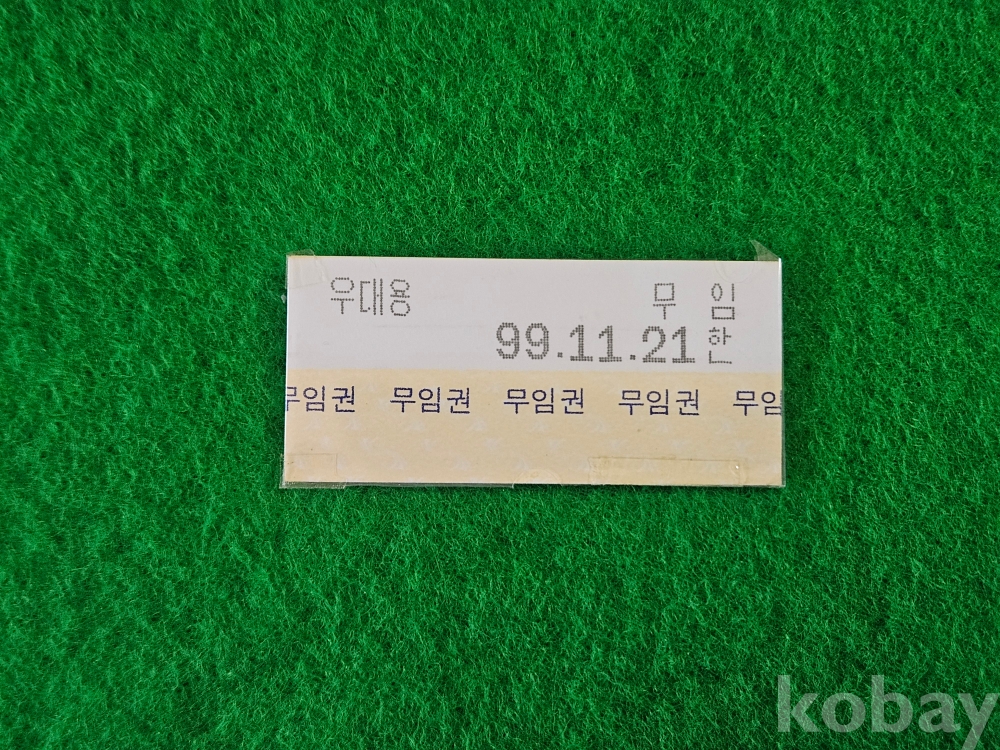 우대용 무 임
99.11.21 한
무임권 무임권 무임권 무임권 무임
kobay